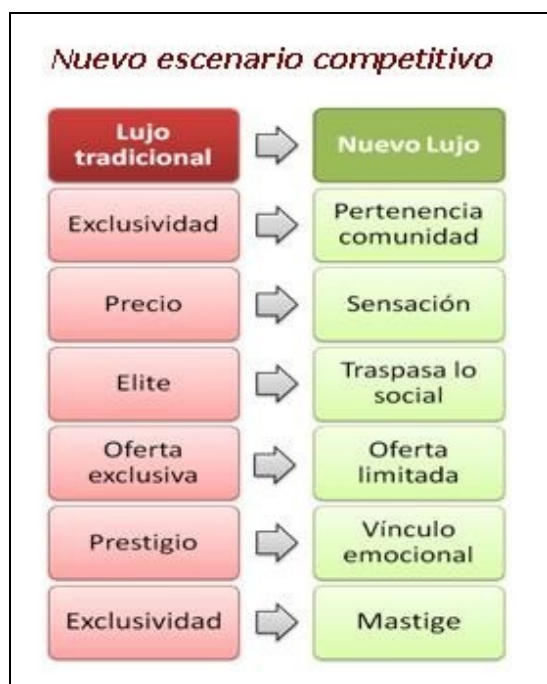 Nuevo escenario competitivo
Lujo
tradicional
Nuevo Lujo
Exclusividad
Pertenencia
comunidad
Precio
Sensación
Elite
Traspasa lo
social
Oferta
exclusiva
Oferta
limitada
Prestigio
Vínculo
emocional
Exclusividad
Mastige